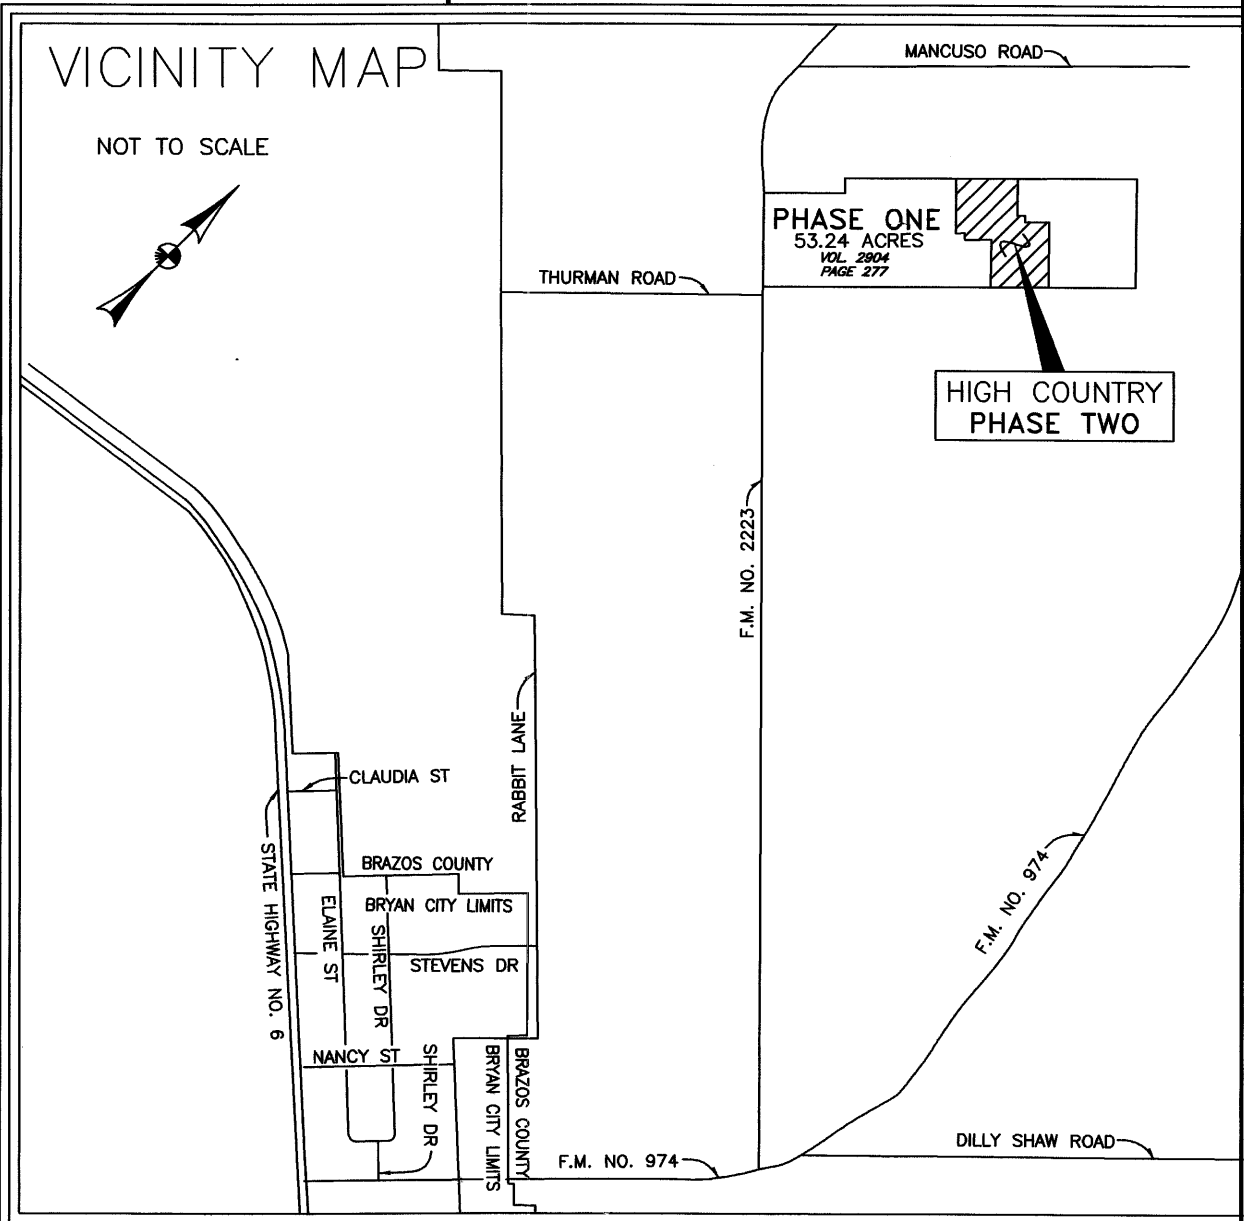 VICINITY MAP
NOT TO SCALE
MANCUSO ROAD
PHASE ONE
53.24 ACRES
VOL. 2904
PAGE 277
THURMAN ROAD
HIGH COUNTRY
PHASE TWO
F.M. NO. 2223
RABBIT LANE
CLAUDIA ST
STATE HIGHWAY NO. 6
BRAZOS COUNTY
BRYAN CITY LIMITS
ELAINE ST
SHIRLEY DR
STEVENS DR
F.M. NO. 974
NANCY ST
SHIRLEY DR
BRYAN CITY LIMITS
BRAZOS COUNTY
F.M. NO. 974
DILLY SHAW ROAD